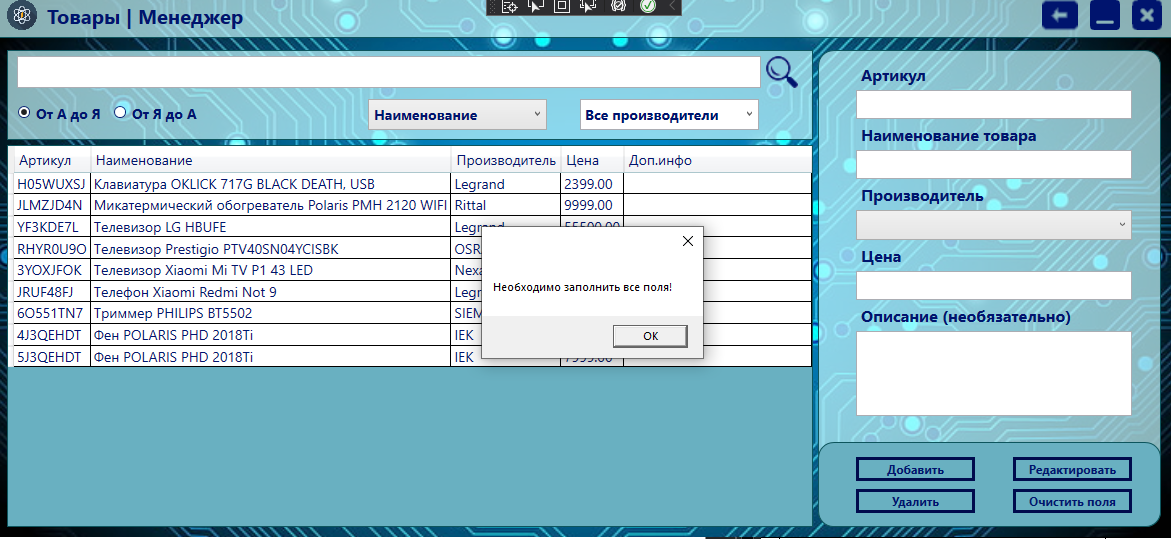 Товары | Менеджер
От А до Я От Я до А Наименование Все производители
Артикул Наименование Производитель Цена Доп.инфо
H05WUXSJ Клавиатура OKLICK 717G BLACK DEATH, USB Legrand 2399.00
JLMZJD4N Микатермический обогреватель Polaris PMH 2120 WIFI Rittal 9999.00
YF3KDE7L Телевизор LG HBUFE
RHYR0U9O Телевизор Prestigio PTV40SN04YCISBK
3YOXJFOK Телевизор Xiaomi Mi TV P1 43 LED
JRUF48FJ Телефон Xiaomi Redmi Not 9
6O551TN7 Триммер PHILIPS BT5502
4J3QEHDT Фен POLARIS PHD 2018Ti IEK
5J3QEHDT Фен POLARIS PHD 2018Ti IEK
Необходимо заполнить все поля!
OK
Артикул
Наименование товара
Производитель
Цена
Описание (необязательно)
Добавить Редактировать
Удалить Очистить поля